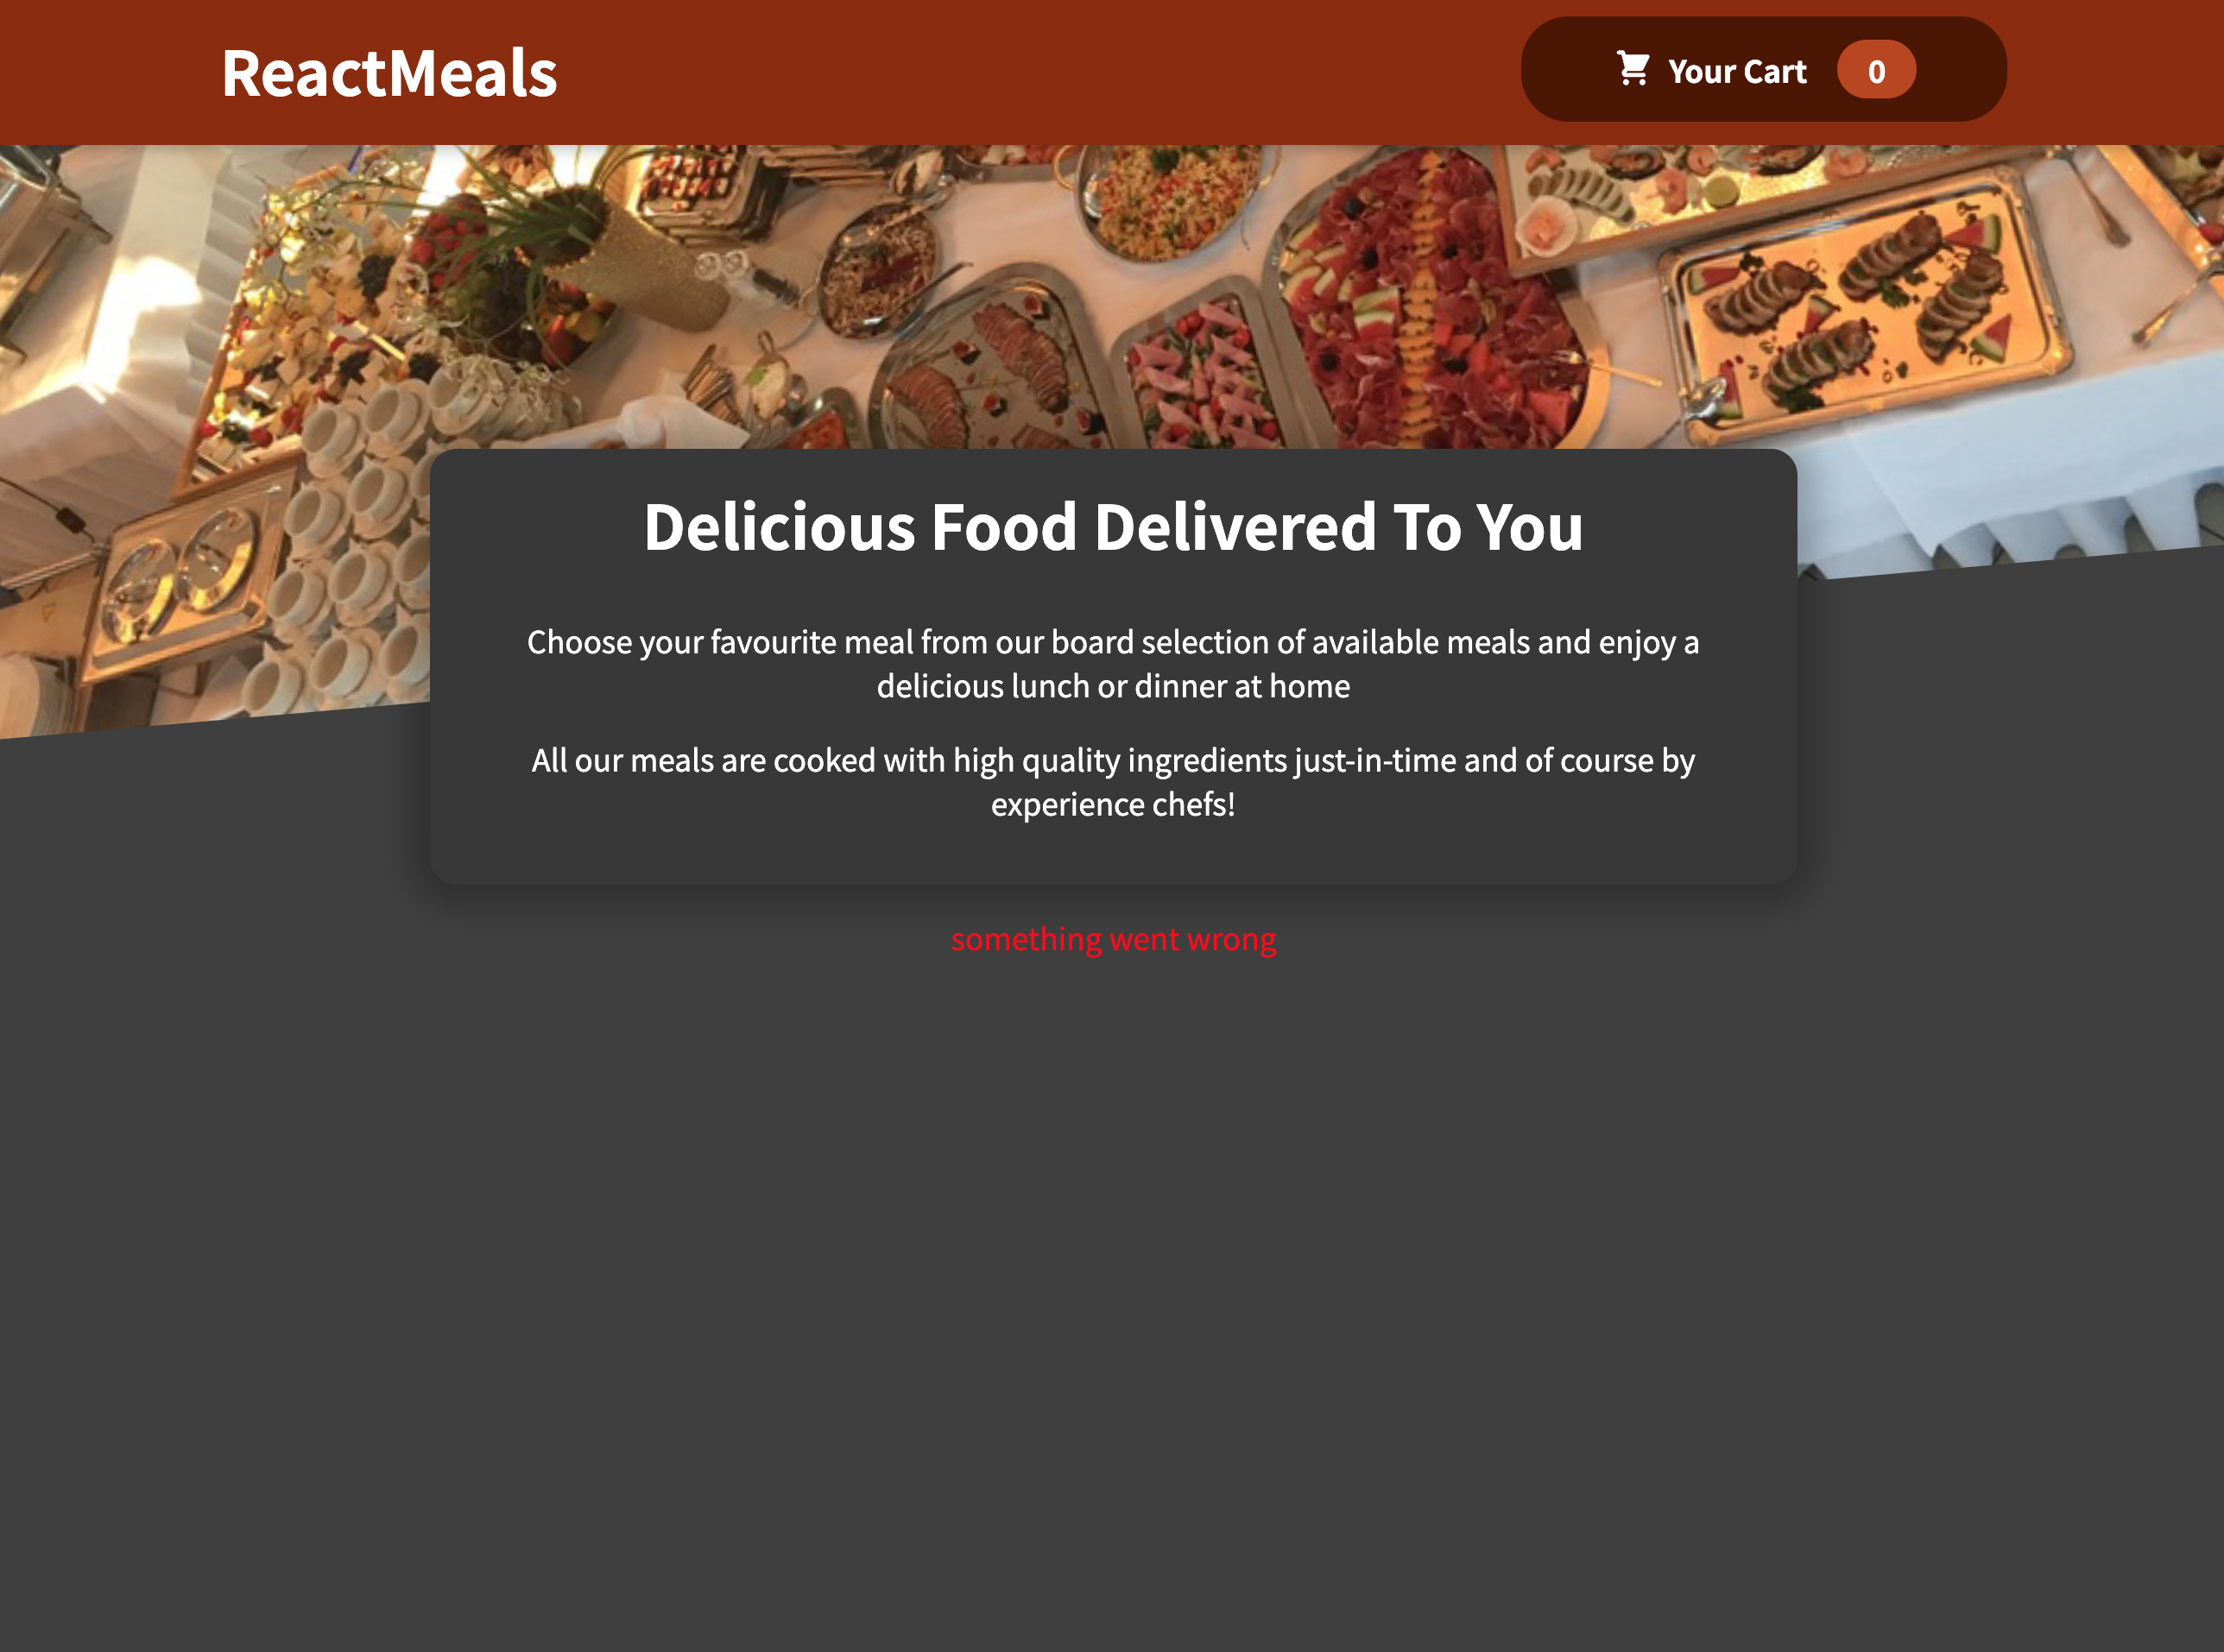 ReactMeals
Your Cart 0
Delicious Food Delivered To You
Choose your favourite meal from our board selection of available meals and enjoy a
delicious lunch or dinner at home
All our meals are cooked with high quality ingredients just-in-time and of course by
experience chefs!
something went wrong